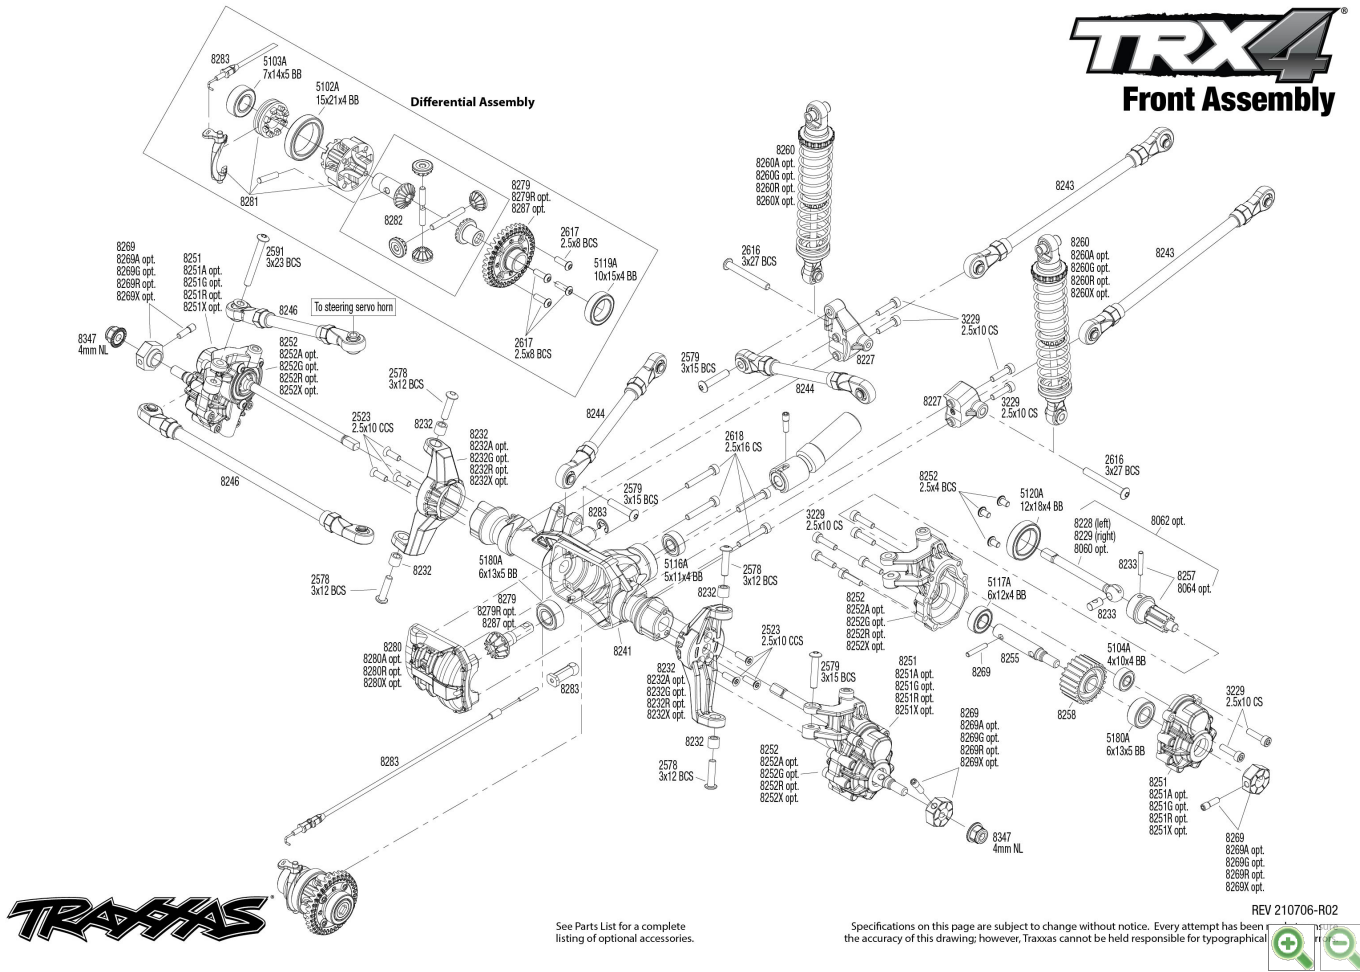 TRX4
®
Front Assembly
Differential Assembly
8283
5103A
7x14x5 BB
5102A
15x21x4 BB
8281
8282
8279
8279R opt.
8287 opt.
2617
2.5x8 BCS
5119A
10x15x4 BB
2617
2.5x8 BCS
8269
8269A opt.
8269G opt.
8269R opt.
8269X opt.
8251
8251A opt.
8251G opt.
8251R opt.
8251X opt.
2591
3x23 BCS
8246
To steering servo horn
8347
4mm NL
8252
8252A opt.
8252G opt.
8252R opt.
8252X opt.
8260
8260A opt.
8260G opt.
8260R opt.
8260X opt.
8243
2616
3x27 BCS
8260
8260A opt.
8260G opt.
8260R opt.
8260X opt.
8243
3229
2.5x10 CS
8227
2579
3x15 BCS
8244
8227
3229
2.5x10 CS
2578
3x12 BCS
8232
2523
2.5x10 CCS
8232
8232A opt.
8232G opt.
8232R opt.
8232X opt.
8244
2618
2.5x16 CS
2616
3x27 BCS
8246
2579
3x15 BCS
8283
8252
2.5x4 BCS
5120A
12x18x4 BB
3229
2.5x10 CS
8228 (left)
8229 (right)
8060 opt.
8062 opt.
8232
2578
3x12 BCS
5180A
6x13x5 BB
5116A
5x11x4 BB
2578
3x12 BCS
8232
8233
8257
8064 opt.
5117A
6x12x4 BB
8233
8279
8279R opt.
8287 opt.
8252
8252A opt.
8252G opt.
8252R opt.
8252X opt.
8280
8280A opt.
8280R opt.
8280X opt.
8241
2523
2.5x10 CCS
8255
8269
5104A
4x10x4 BB
8283
8232
8232A opt.
8232G opt.
8232R opt.
8232X opt.
2579
3x15 BCS
8251
8251A opt.
8251G opt.
8251R opt.
8251X opt.
8258
3229
2.5x10 CS
8269
8269A opt.
8269G opt.
8269R opt.
8269X opt.
5180A
6x13x5 BB
8232
8283
2578
3x12 BCS
8252
8252A opt.
8252G opt.
8252R opt.
8252X opt.
8251
8251A opt.
8251G opt.
8251R opt.
8251X opt.
8347
4mm NL
8269
8269A opt.
8269G opt.
8269R opt.
8269X opt.
TRAXXAS
REV 210706-R02
See Parts List for a complete
listing of optional accessories.
Specifications on this page are subject to change without notice. Every attempt has been
the accuracy of this drawing; however, Traxxas cannot be held responsible for typographical